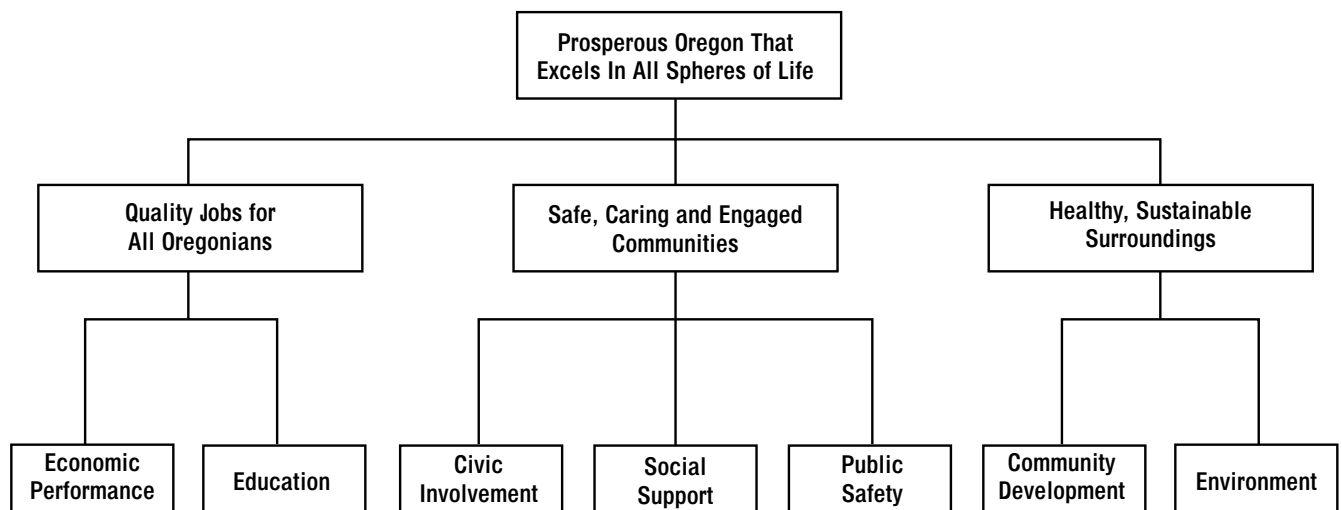 Prosperous Oregon That
Excels In All Spheres of Life
Quality Jobs for
All Oregonians
Safe, Caring and Engaged
Communities
Healthy, Sustainable
Surroundings
Economic
Performance
Education
Civic
Involvement
Social
Support
Public
Safety
Community
Development
Environment